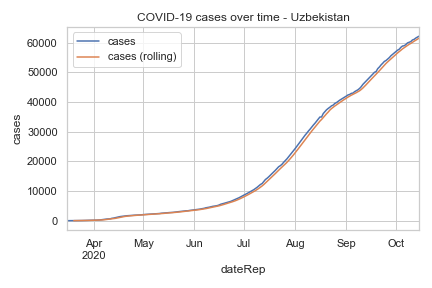 COVID-19 cases over time - Uzbekistan
cases
cases (rolling)
60000
50000
40000
30000
20000
10000
0
cases
Apr May Jun Jul Aug Sep Oct
2020
dateRep